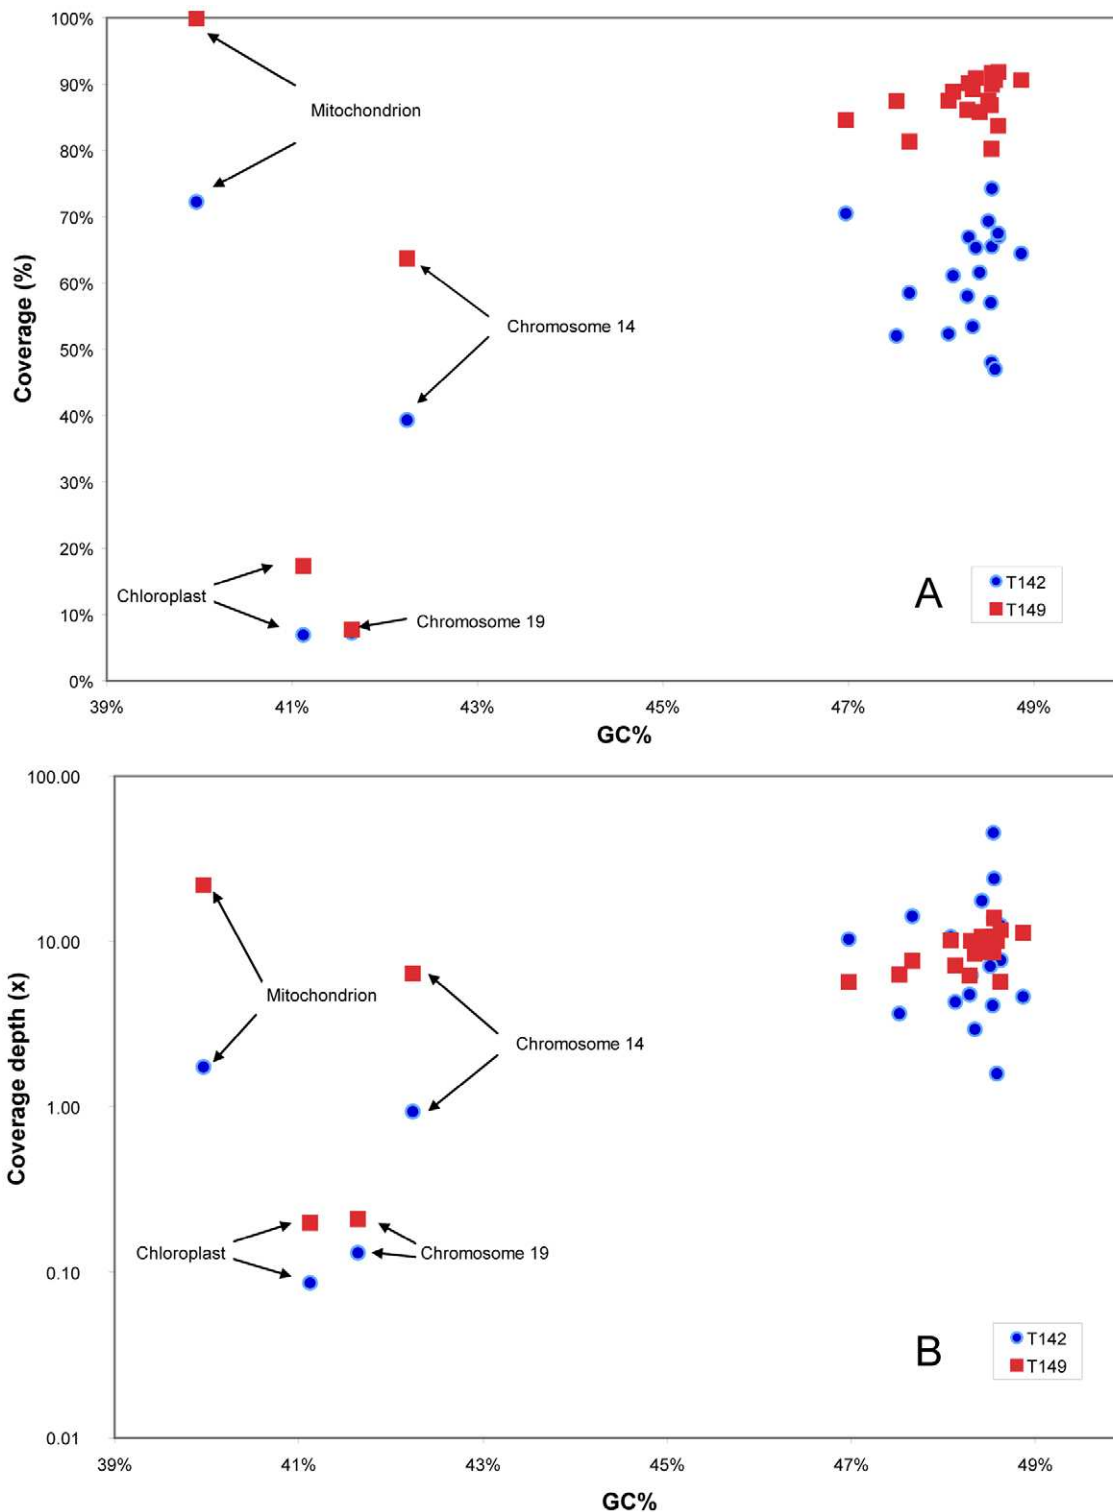 100%
90%
80%
70%
60%
50%
40%
30%
20%
10%
0%
Coverage (%)
Mitochondrion
Chromosome 14
Chloroplast
Chromosome 19
A
T142
T149
39%
41%
43%
45%
47%
49%
GC%
100.00
10.00
1.00
0.10
0.01
Coverage depth (x)
Mitochondrion
Chromosome 14
Chloroplast
Chromosome 19
B
T142
T149
39%
41%
43%
45%
47%
49%
GC%